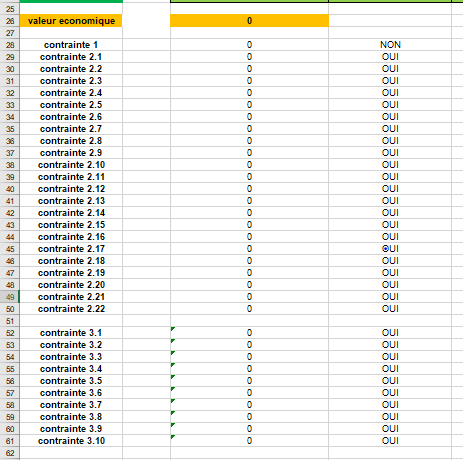 25
26 valeur economique 0
27
28 contrainte 1 0 NON
29 contrainte 2.1 0 OUI
30 contrainte 2.2 0 OUI
31 contrainte 2.3 0 OUI
32 contrainte 2.4 0 OUI
33 contrainte 2.5 0 OUI
34 contrainte 2.6 0 OUI
35 contrainte 2.7 0 OUI
36 contrainte 2.8 0 OUI
37 contrainte 2.9 0 OUI
38 contrainte 2.10 0 OUI
39 contrainte 2.11 0 OUI
40 contrainte 2.12 0 OUI
41 contrainte 2.13 0 OUI
42 contrainte 2.14 0 OUI
43 contrainte 2.15 0 OUI
44 contrainte 2.16 0 OUI
45 contrainte 2.17 0 OUI
46 contrainte 2.18 0 OUI
47 contrainte 2.19 0 OUI
48 contrainte 2.20 0 OUI
49 contrainte 2.21 0 OUI
50 contrainte 2.22 0 OUI
51
52 contrainte 3.1 0 OUI
53 contrainte 3.2 0 OUI
54 contrainte 3.3 0 OUI
55 contrainte 3.4 0 OUI
56 contrainte 3.5 0 OUI
57 contrainte 3.6 0 OUI
58 contrainte 3.7 0 OUI
59 contrainte 3.8 0 OUI
60 contrainte 3.9 0 OUI
61 contrainte 3.10 0 OUI
62